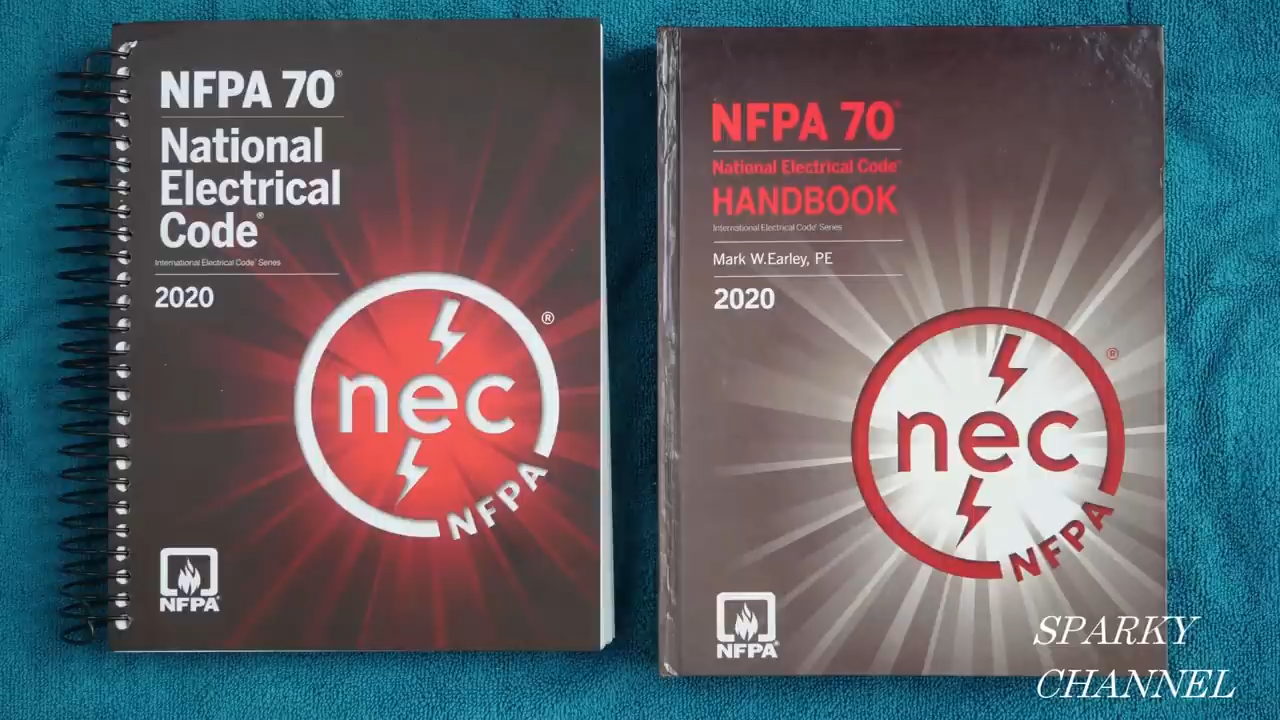 NFPA 70®
National
Electrical
Code®
International Electrical Code® Series
2020
nec
®
NFPA
NFPA®
NFPA 70®
National Electrical Code®
HANDBOOK
International Electrical Code® Series
Mark W.Earley, PE
2020
nec
®
NFPA
NFPA®
SPARKY
CHANNEL